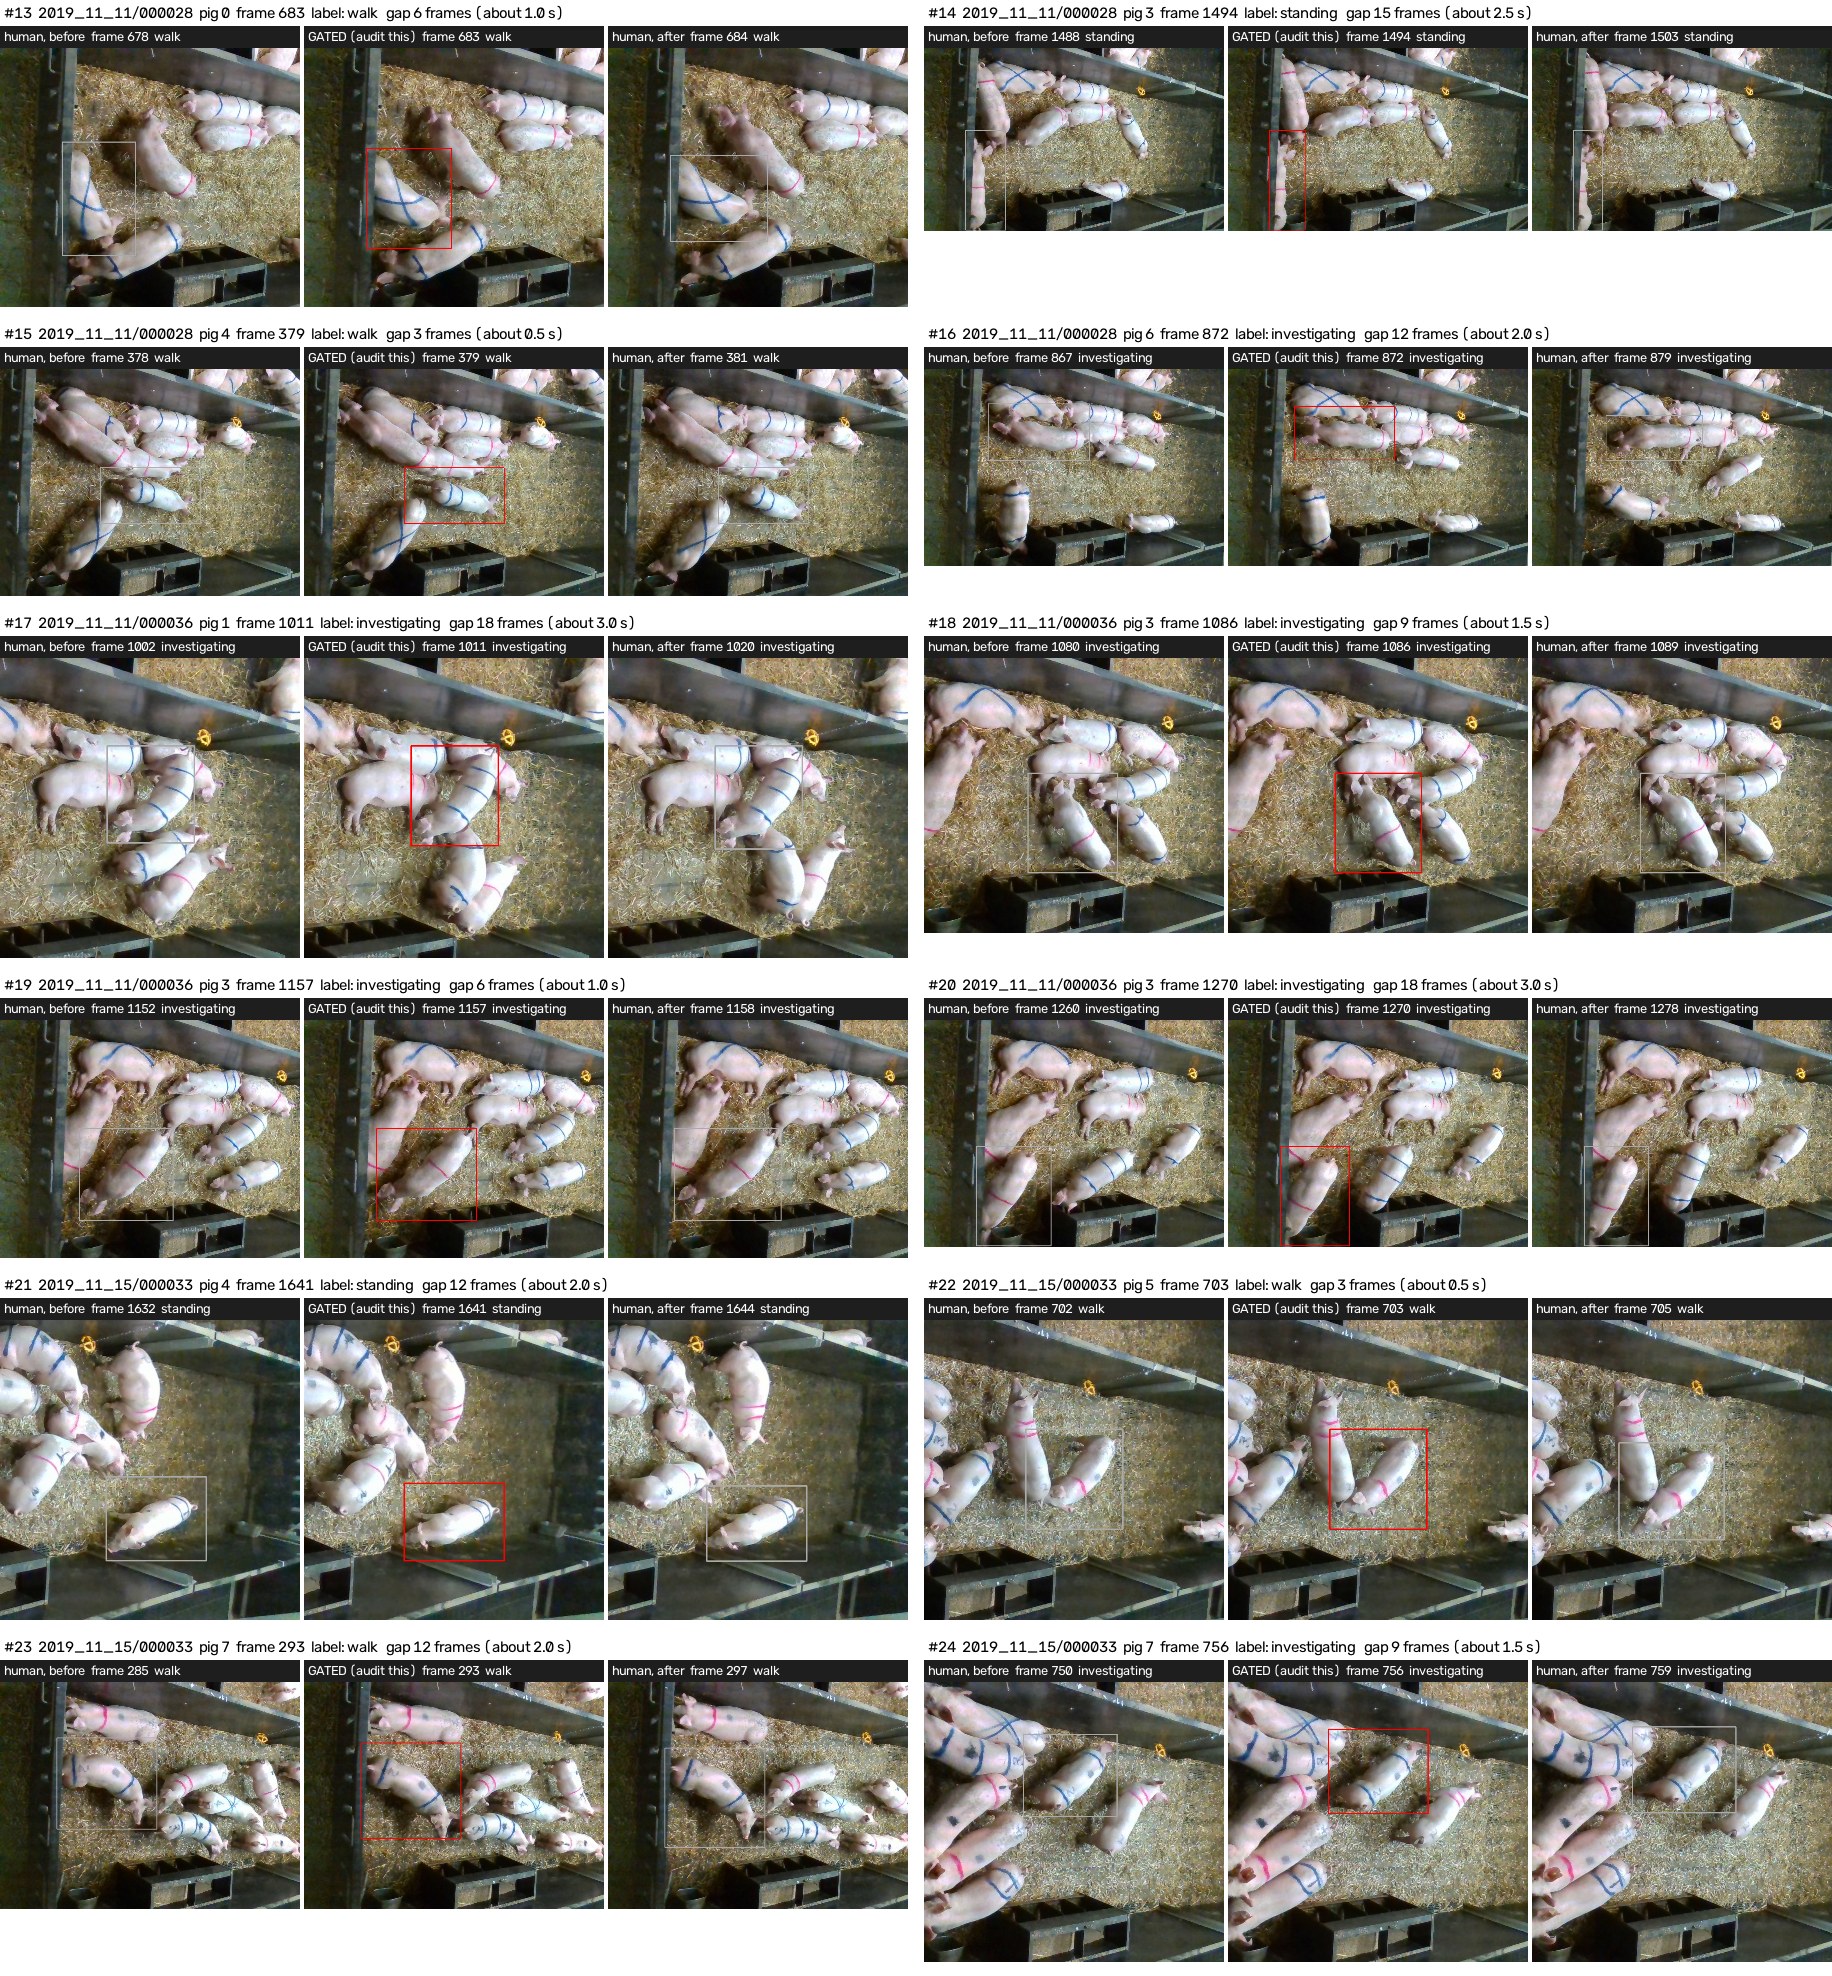 #13 2019_11_11/000028 pig 0 frame 683 label: walk gap 6 frames (about 1.0 s)
human, before frame 678 walk
GATED (audit this) frame 683 walk
human, after frame 684 walk
#14 2019_11_11/000028 pig 3 frame 1494 label: standing gap 15 frames (about 2.5 s)
human, before frame 1488 standing
GATED (audit this) frame 1494 standing
human, after frame 1503 standing
#15 2019_11_11/000028 pig 4 frame 379 label: walk gap 3 frames (about 0.5 s)
human, before frame 378 walk
GATED (audit this) frame 379 walk
human, after frame 381 walk
#16 2019_11_11/000028 pig 6 frame 872 label: investigating gap 12 frames (about 2.0 s)
human, before frame 867 investigating
GATED (audit this) frame 872 investigating
human, after frame 879 investigating
#17 2019_11_11/000036 pig 1 frame 1011 label: investigating gap 18 frames (about 3.0 s)
human, before frame 1002 investigating
GATED (audit this) frame 1011 investigating
human, after frame 1020 investigating
#18 2019_11_11/000036 pig 3 frame 1086 label: investigating gap 9 frames (about 1.5 s)
human, before frame 1080 investigating
GATED (audit this) frame 1086 investigating
human, after frame 1089 investigating
#19 2019_11_11/000036 pig 3 frame 1157 label: investigating gap 6 frames (about 1.0 s)
human, before frame 1152 investigating
GATED (audit this) frame 1157 investigating
human, after frame 1158 investigating
#20 2019_11_11/000036 pig 3 frame 1270 label: investigating gap 18 frames (about 3.0 s)
human, before frame 1260 investigating
GATED (audit this) frame 1270 investigating
human, after frame 1278 investigating
#21 2019_11_15/000033 pig 4 frame 1641 label: standing gap 12 frames (about 2.0 s)
human, before frame 1632 standing
GATED (audit this) frame 1641 standing
human, after frame 1644 standing
#22 2019_11_15/000033 pig 5 frame 703 label: walk gap 3 frames (about 0.5 s)
human, before frame 702 walk
GATED (audit this) frame 703 walk
human, after frame 705 walk
#23 2019_11_15/000033 pig 7 frame 293 label: walk gap 12 frames (about 2.0 s)
human, before frame 285 walk
GATED (audit this) frame 293 walk
human, after frame 297 walk
#24 2019_11_15/000033 pig 7 frame 756 label: investigating gap 9 frames (about 1.5 s)
human, before frame 750 investigating
GATED (audit this) frame 756 investigating
human, after frame 759 investigating